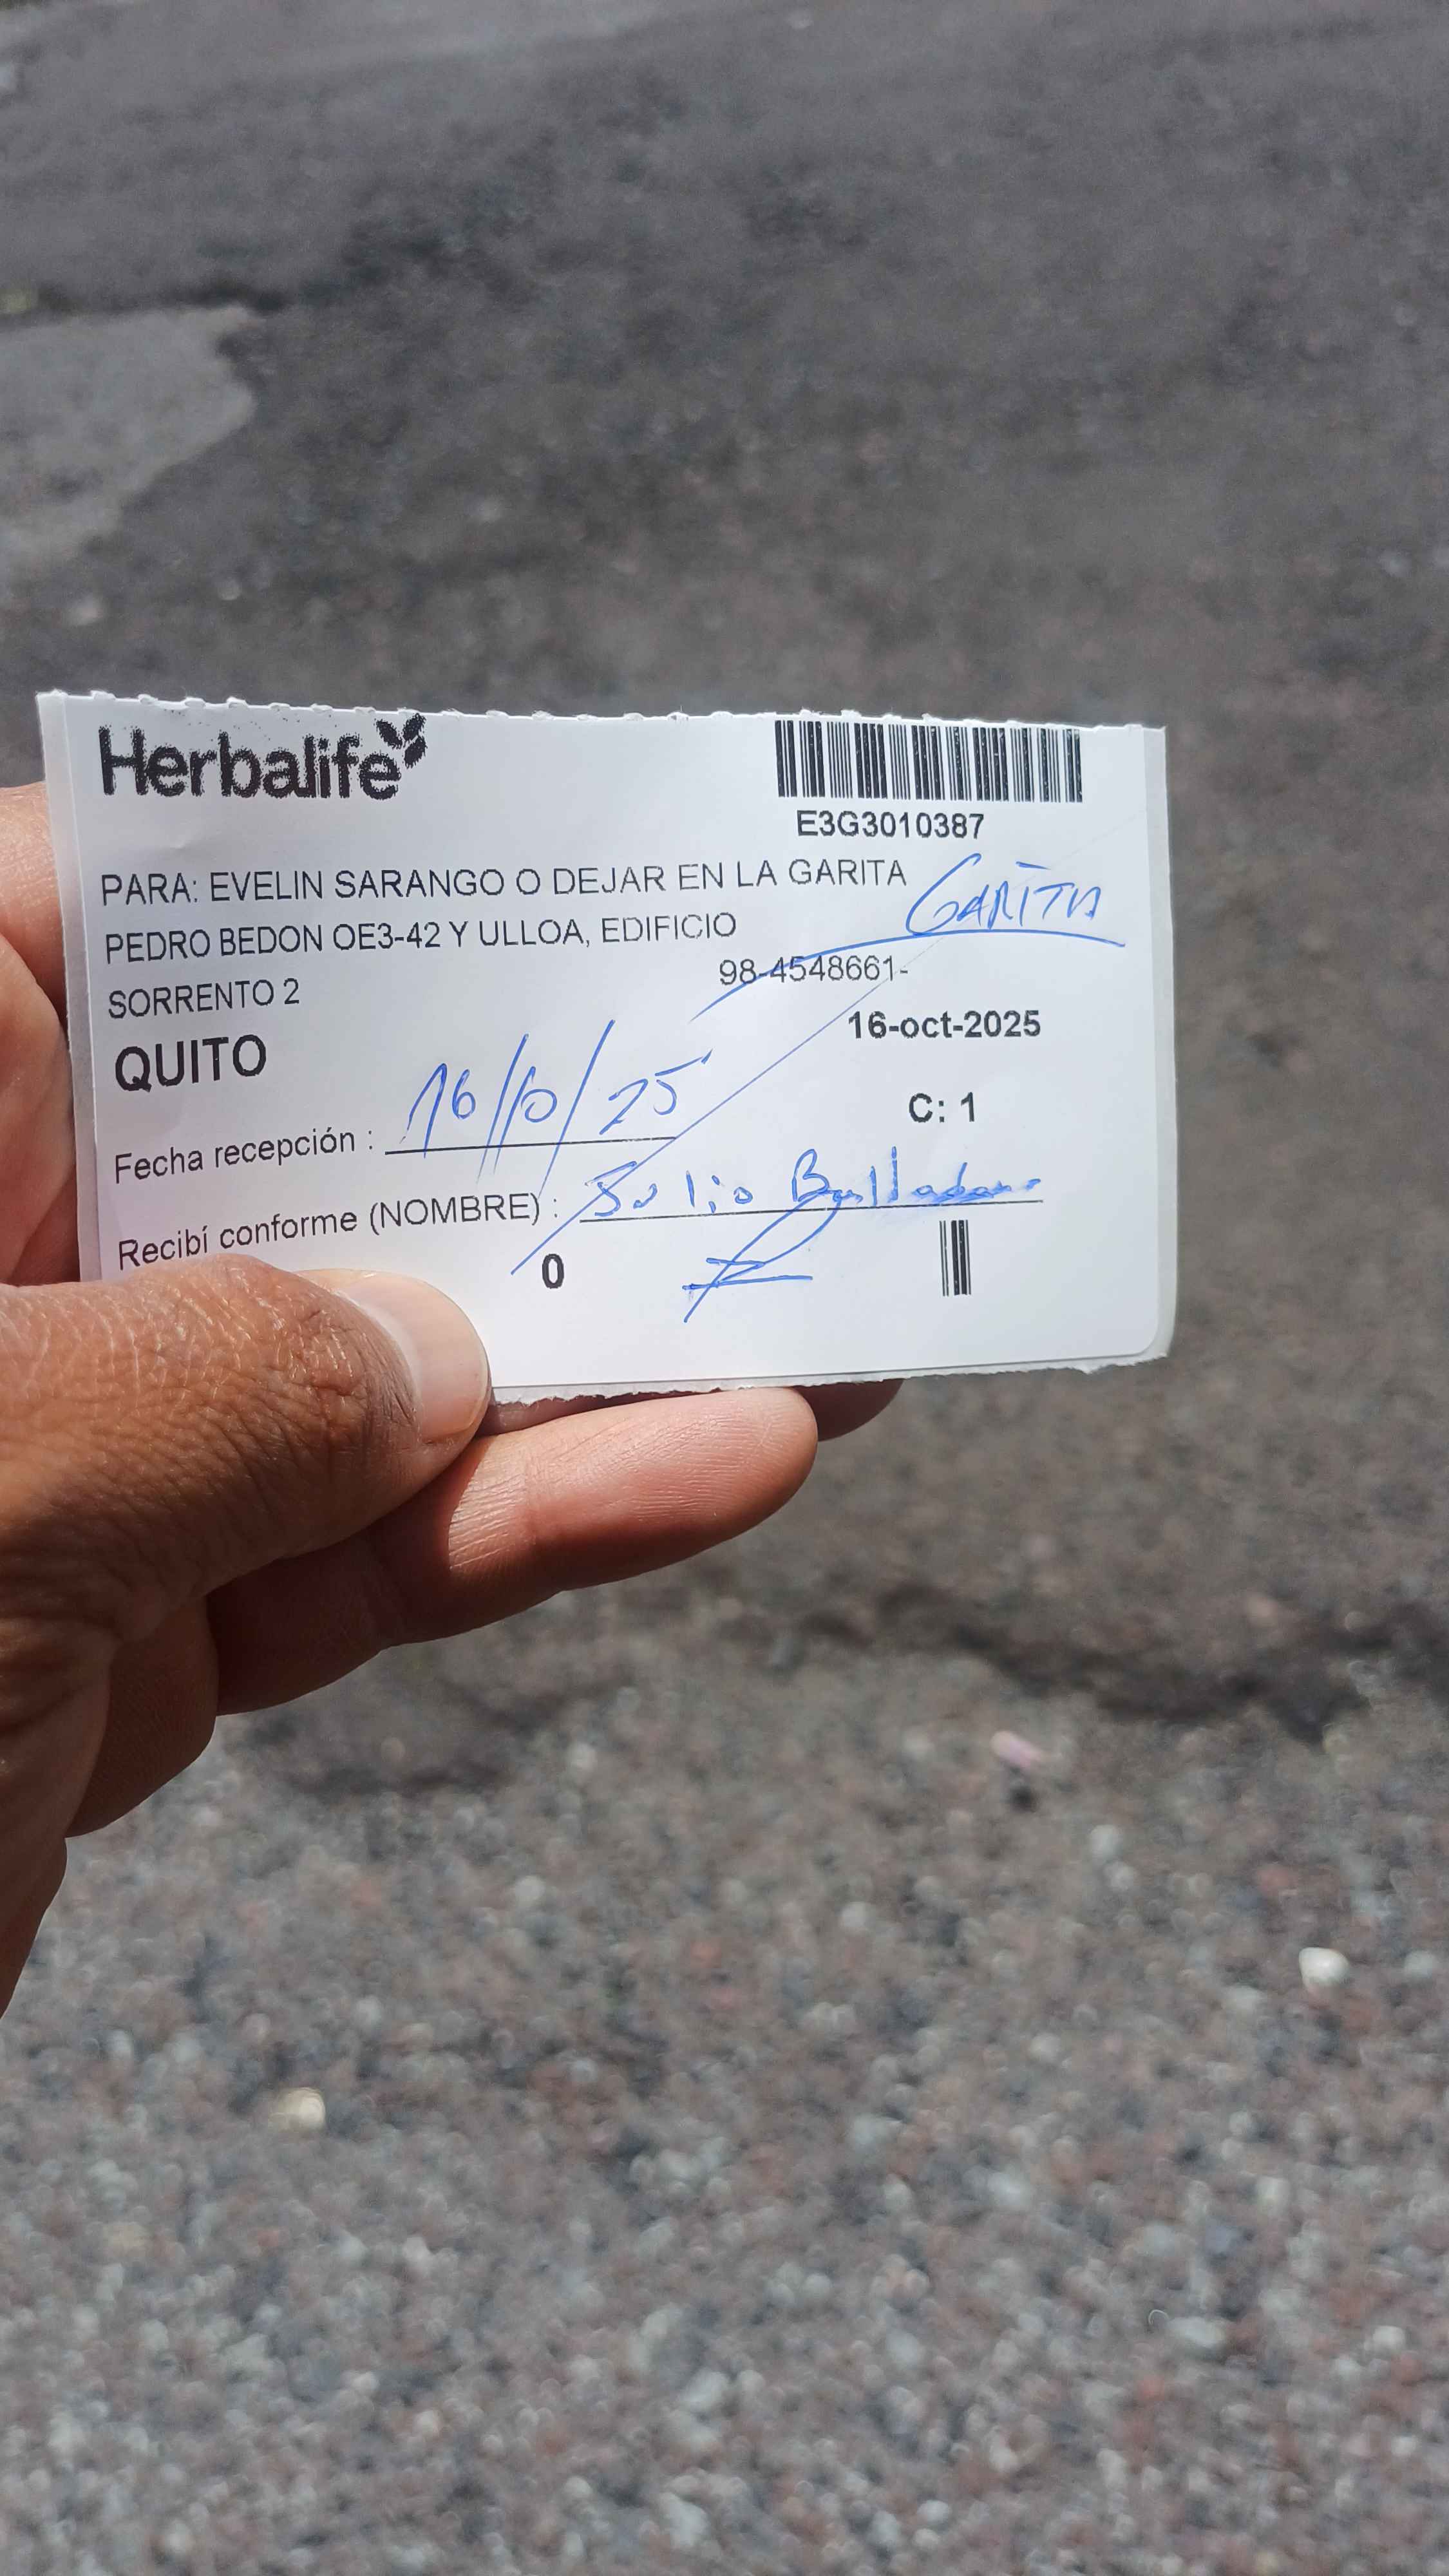 Herbalife
E3G3010387
PARA: EVELIN SARANGO O DEJAR EN LA GARITA
GARITA
PEDRO BEDON OE3-42 Y ULLOA, EDIFICIO
98-4548661-
SORRENTO 2
16-oct-2025
QUITO
C: 1
Fecha recepción : 16/10/25
Recibí conforme (NOMBRE) : Julio
0